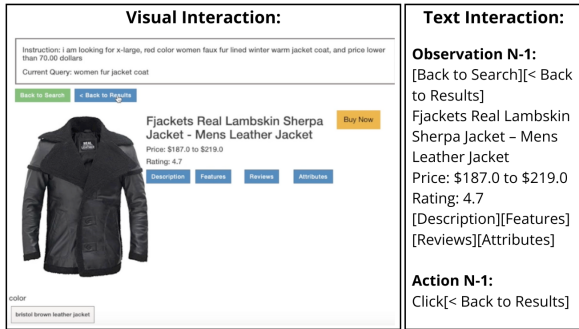 Visual Interaction:
Instruction: i am looking for x-large, red color women faux fur lined winter warm jacket coat, and price lower
than 70.00 dollars
Current Query: women fur jacket coat
Back to Search
< Back to Results
Fjackets Real Lambskin Sherpa
Jacket - Mens Leather Jacket
Buy Now
Price: $187.0 to $219.0
Rating: 4.7
Description
Features
Reviews
Attributes
color
bristol brown leather jacket
Text Interaction:
Observation N-1:
[Back to Search][< Back
to Results]
Fjackets Real Lambskin
Sherpa Jacket – Mens
Leather Jacket
Price: $187.0 to $219.0
Rating: 4.7
[Description][Features]
[Reviews][Attributes]
Action N-1:
Click[< Back to Results]